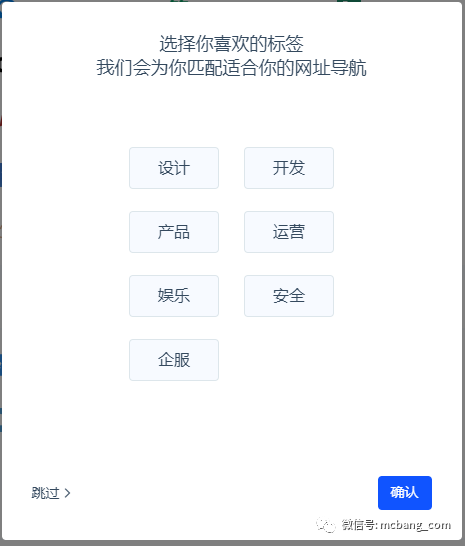 选择你喜欢的标签
我们会为你匹配适合你的网址导航
设计 开发
产品 运营
娱乐 安全
企服
跳过 >
确认
微信号: mcbang_com